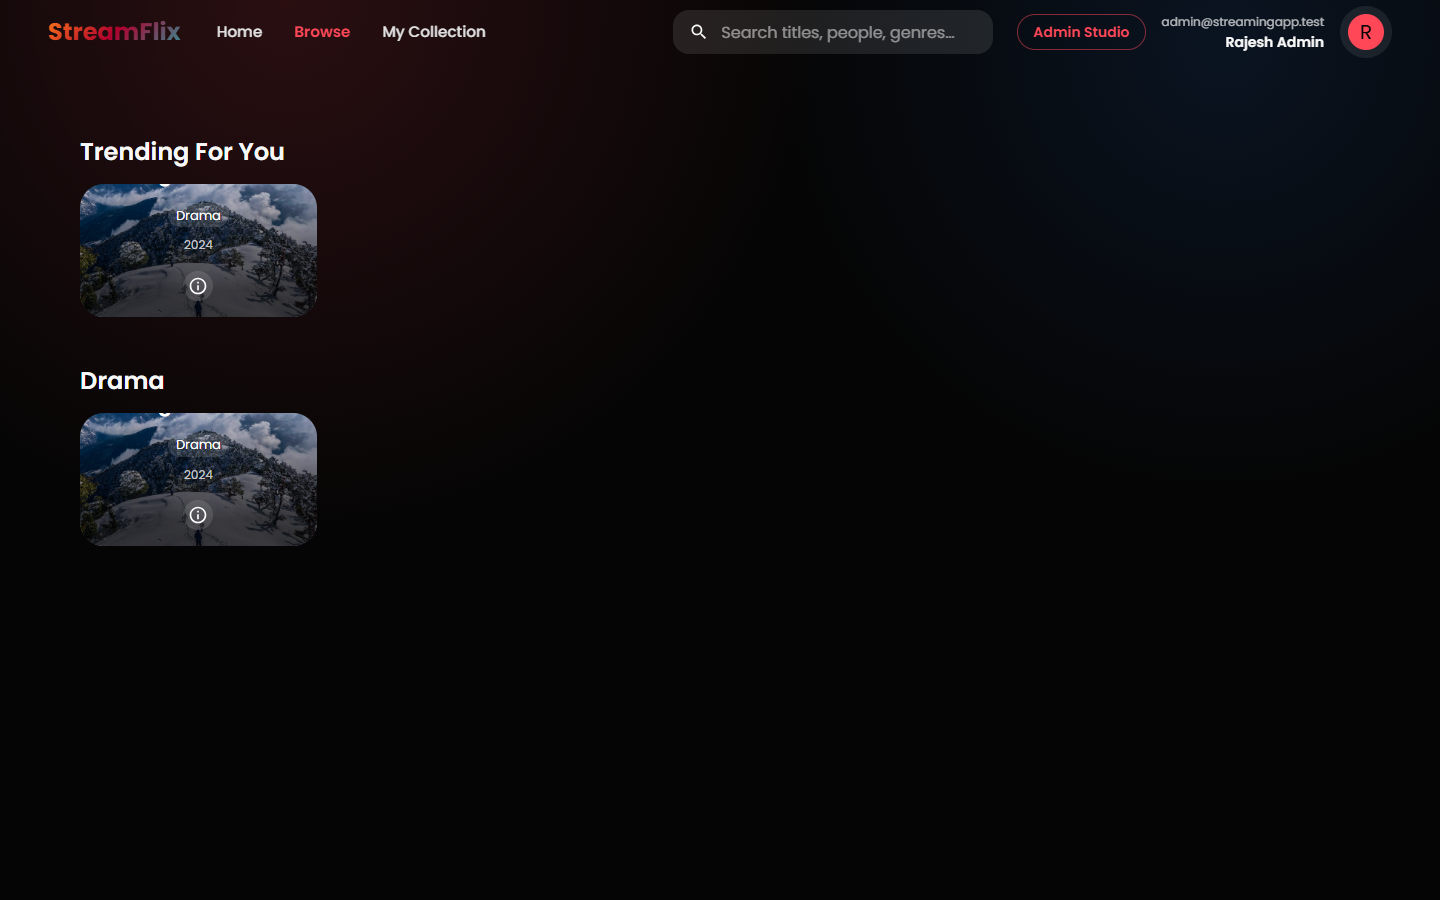 StreamFlix
Home
Browse
My Collection
Search titles, people, genres...
Admin Studio
admin@streamingapp.test
Rajesh Admin
R
Trending For You
Drama
2024
Drama
Drama
2024